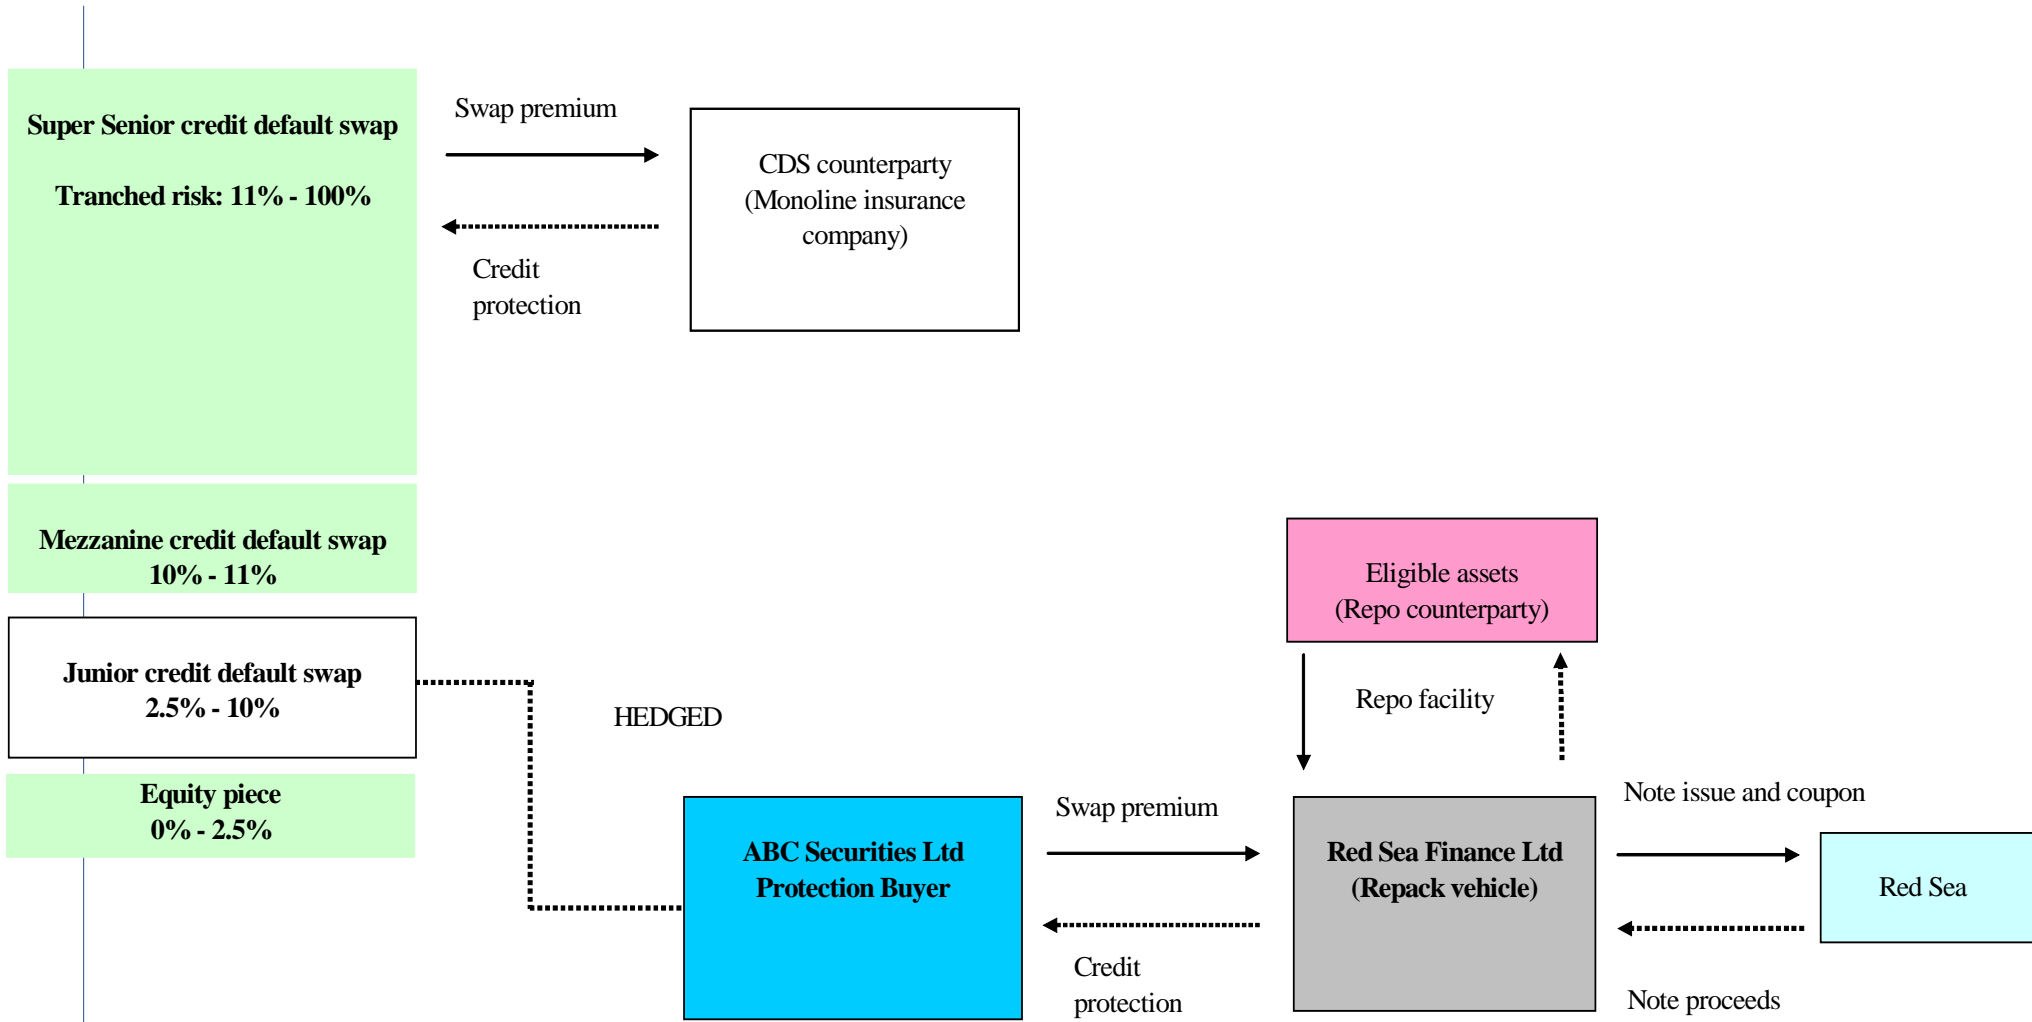 Super Senior credit default swap
Tranched risk: 11% - 100%
Swap premium
Credit
protection
CDS counterparty
(Monoline insurance
company)
Mezzanine credit default swap
10% - 11%
Junior credit default swap
2.5% - 10%
Equity piece
0% - 2.5%
HEDGED
Eligible assets
(Repo counterparty)
Repo facility
ABC Securities Ltd
Protection Buyer
Swap premium
Credit
protection
Red Sea Finance Ltd
(Repack vehicle)
Note issue and coupon
Note proceeds
Red Sea